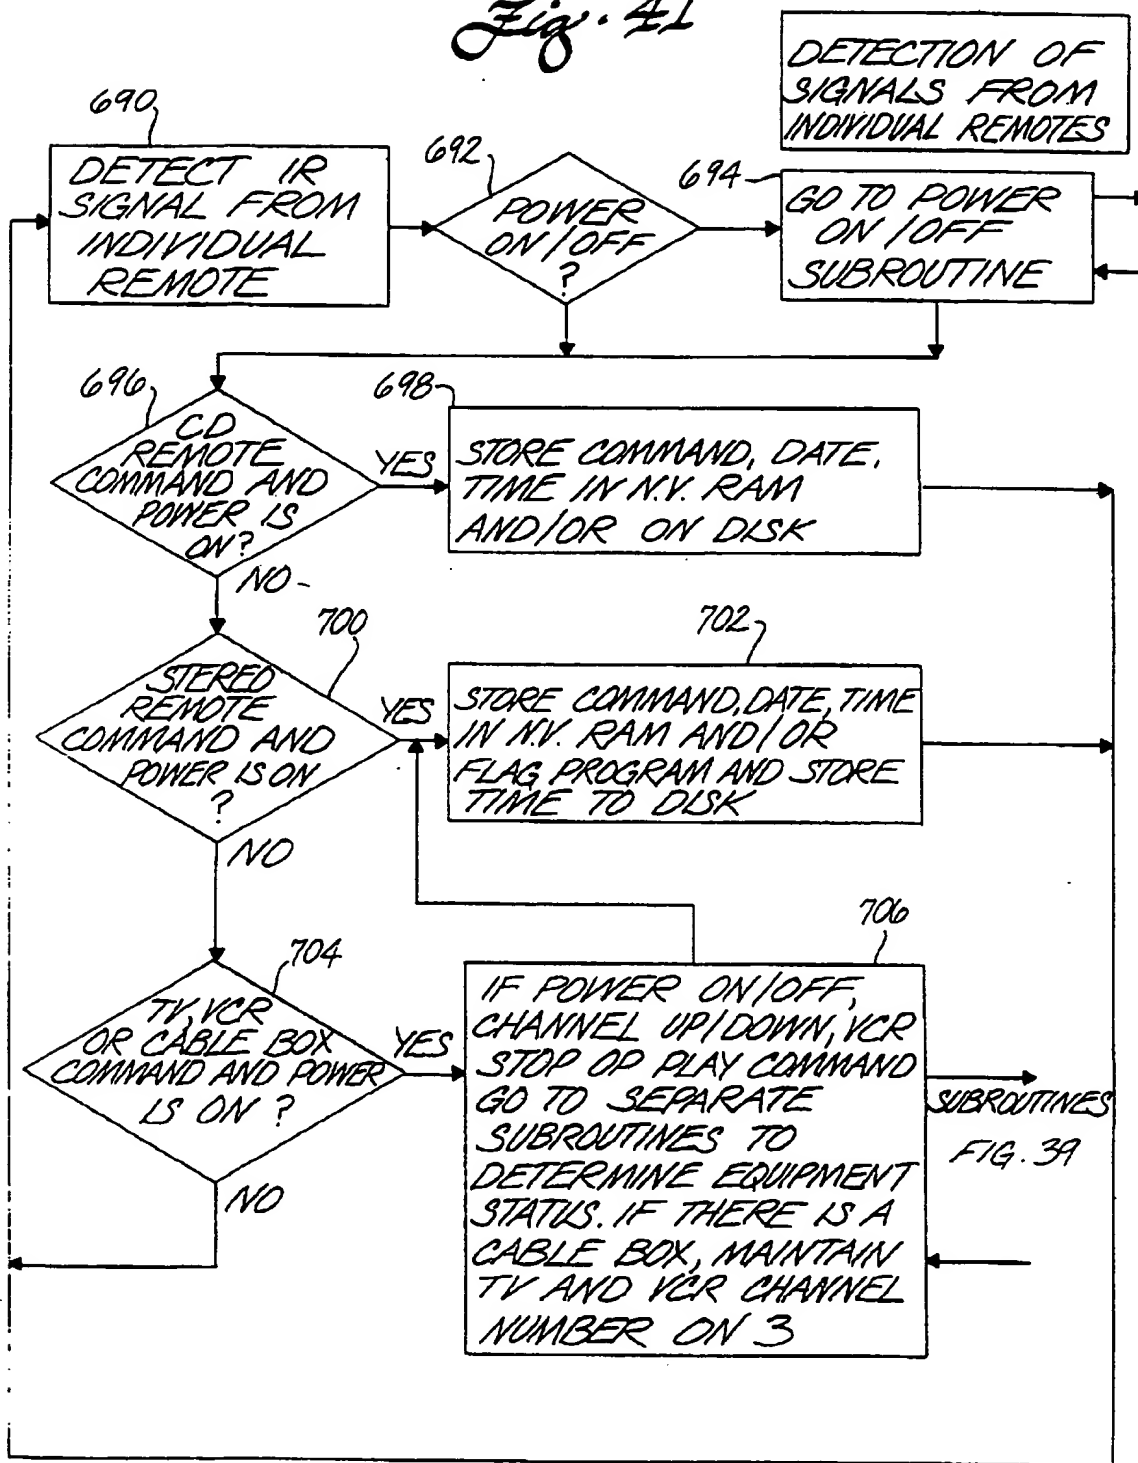 Fig. 41
DETECTION OF
SIGNALS FROM
INDIVIDUAL REMOTES
690
DETECT IR
SIGNAL FROM
INDIVIDUAL
REMOTE
692
POWER
ON/OFF
?
694
GO TO POWER
ON/OFF
SUBROUTINE
696
CD
REMOTE
COMMAND AND
POWER IS
ON?
YES
NO
698
STORE COMMAND, DATE,
TIME IN N.V. RAM
AND/OR ON DISK
700
STEREO
REMOTE
COMMAND AND
POWER IS ON
?
YES
NO
702
STORE COMMAND, DATE, TIME
IN N.V. RAM AND/OR
FLAG PROGRAM AND STORE
TIME TO DISK
704
TV, VCR
OR CABLE BOX
COMMAND AND POWER
IS ON ?
YES
NO
706
IF POWER ON/OFF,
CHANNEL UP/DOWN, VCR
STOP OP PLAY COMMAND
GO TO SEPARATE
SUBROUTINES TO
DETERMINE EQUIPMENT
STATUS. IF THERE IS A
CABLE BOX, MAINTAIN
TV AND VCR CHANNEL
NUMBER ON 3
SUBROUTINES
FIG. 39